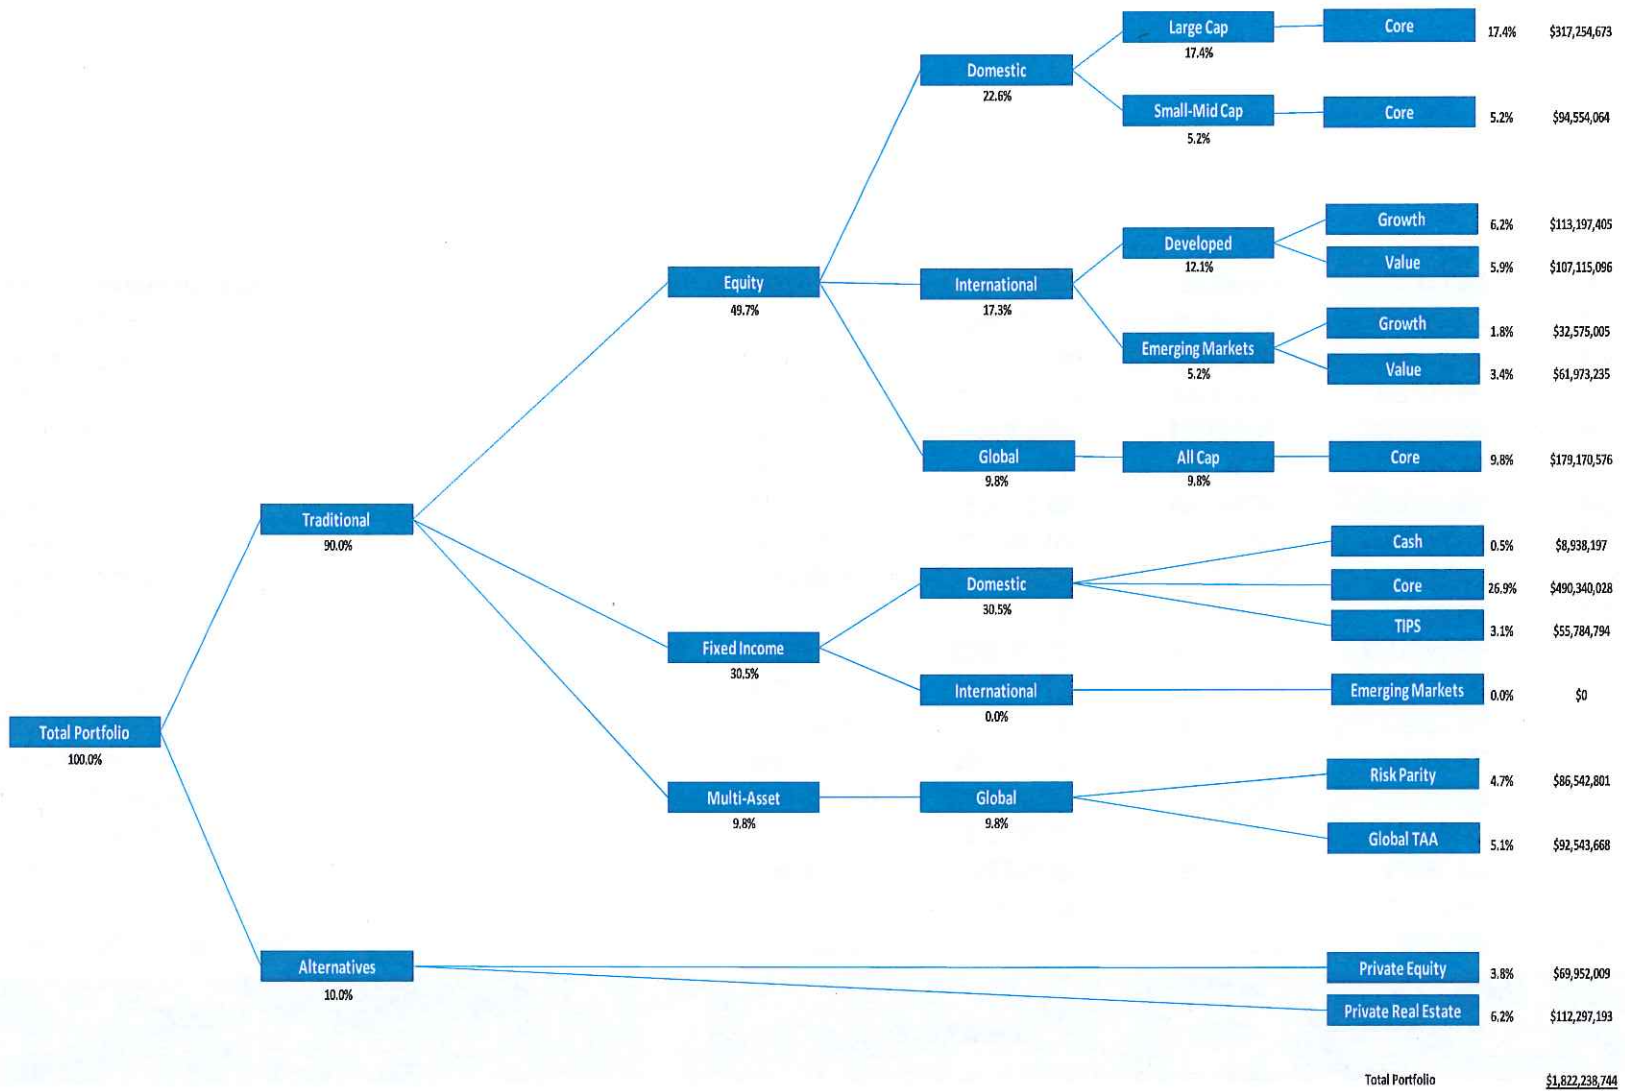 Large Cap
17.4%
Core
17.4% $317,254,673
Domestic
22.6%
Small-Mid Cap
5.2%
Core
5.2% $94,554,064
Growth
6.2% $113,197,405
Developed
12.1%
Value
5.9% $107,115,096
Equity
49.7%
International
17.3%
Growth
1.8% $32,575,005
Emerging Markets
5.2%
Value
3.4% $61,973,235
Global
9.8%
All Cap
9.8%
Core
9.8% $179,170,576
Traditional
90.0%
Cash
0.5% $8,938,197
Domestic
30.5%
Core
26.9% $490,340,028
TIPS
3.1% $55,784,794
Fixed Income
30.5%
International
0.0%
Emerging Markets
0.0% $0
Total Portfolio
100.0%
Risk Parity
4.7% $86,542,801
Multi-Asset
9.8%
Global
9.8%
Global TAA
5.1% $92,543,668
Alternatives
10.0%
Private Equity
3.8% $69,952,009
Private Real Estate
6.2% $112,297,193
Total Portfolio $1,822,238,744